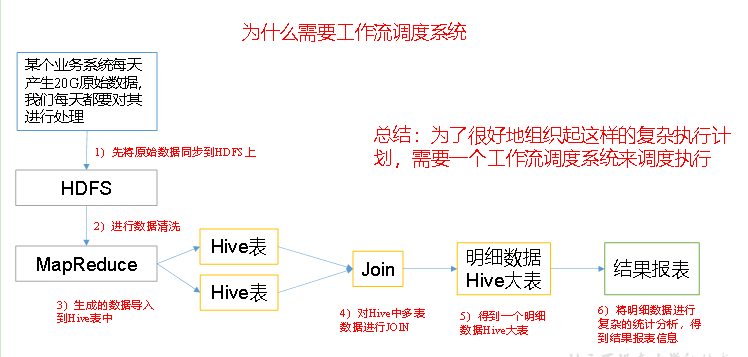 为什么需要工作流调度系统
某个业务系统每天
产生20G原始数据,
我们每天都要对其
进行处理
1）先将原始数据同步到HDFS上
总结：为了很好地组织起这样的复杂执行计
划，需要一个工作流调度系统来调度执行
HDFS
2）进行数据清洗
MapReduce
3）生成的数据导入
到Hive表中
Hive表
Hive表
Join
4）对Hive中多表
数据进行JOIN
明细数据
Hive大表
5）得到一个明细
数据Hive大表
结果报表
6）将明细数据进行
复杂的统计分析，得
到结果报表信息